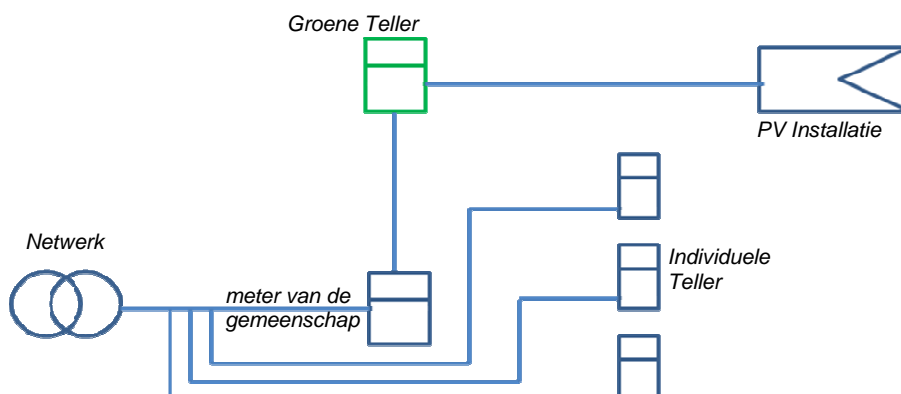 Groene Teller
PV Installatie
Netwerk
Individuele
Teller
meter van de
gemeenschap